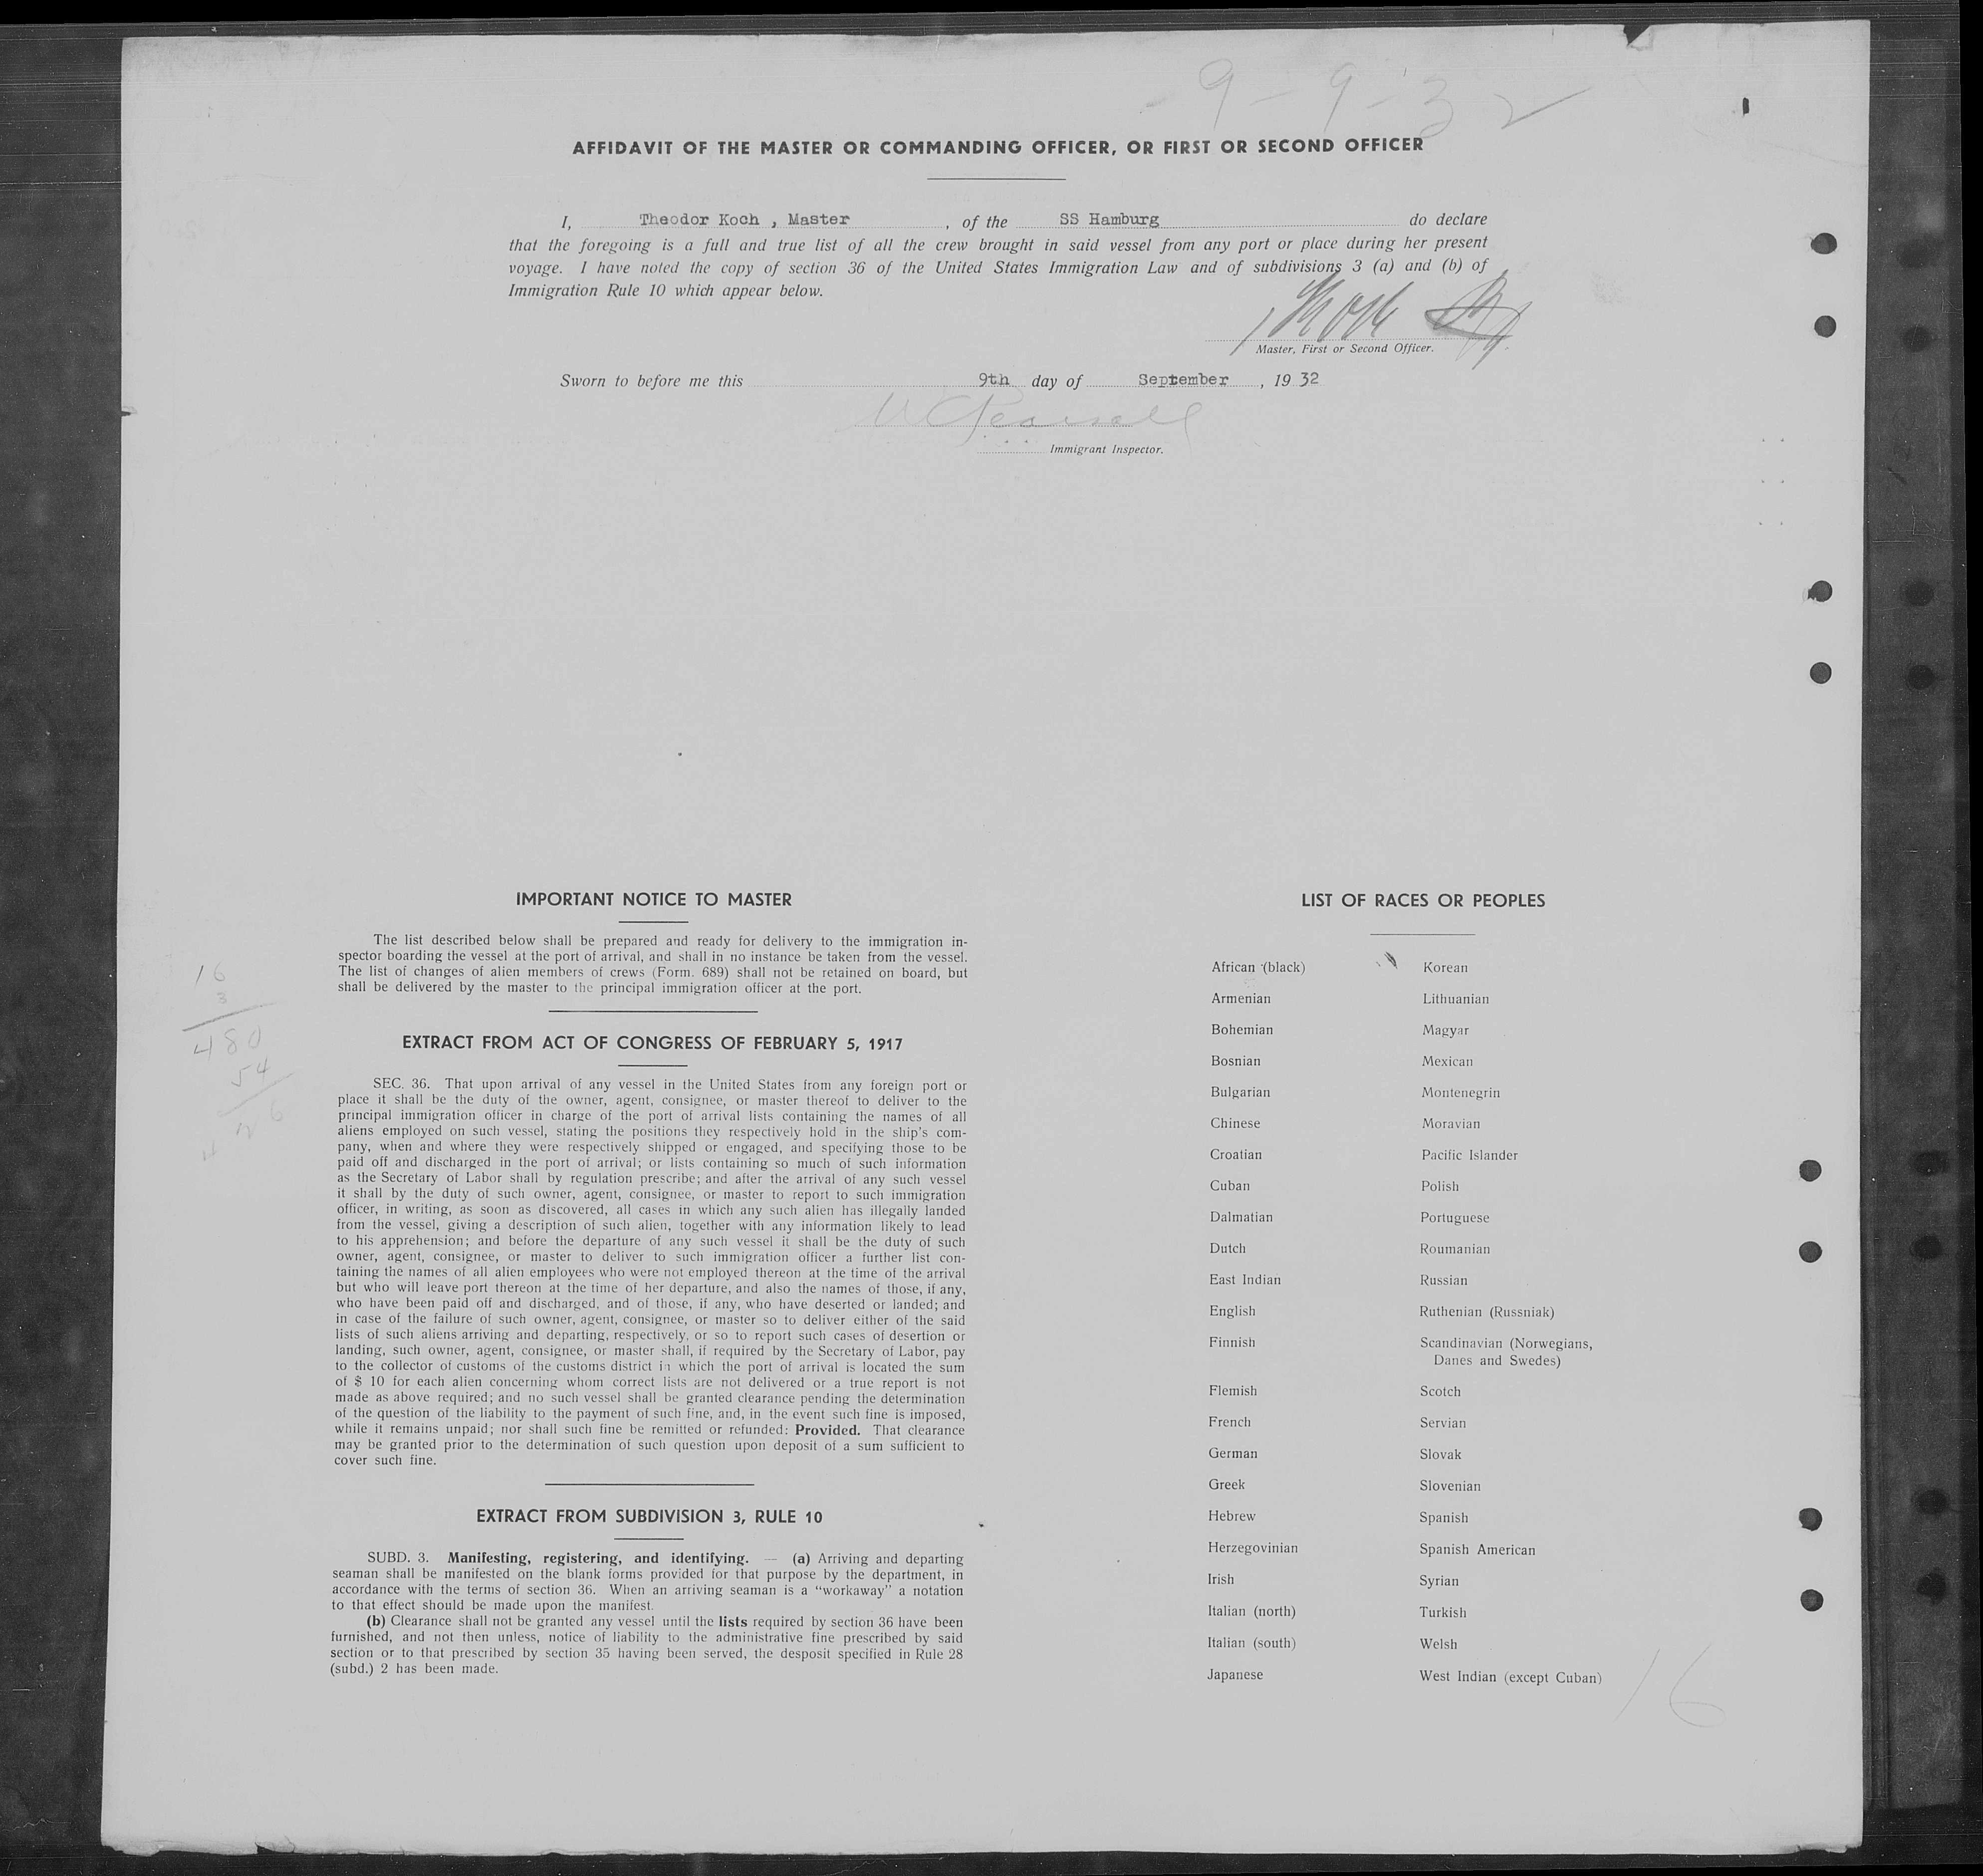 9-9-32
AFFIDAVIT OF THE MASTER OR COMMANDING OFFICER, OR FIRST OR SECOND OFFICER
I, Theodor Koch , Master , of the SS Hamburg do declare
that the foregoing is a full and true list of all the crew brought in said vessel from any port or place during her present
voyage. I have noted the copy of section 36 of the United States Immigration Law and of subdivisions 3 (a) and (b) of
Immigration Rule 10 which appear below.
Master, First or Second Officer.
Sworn to before me this 9th day of September , 19 32
Immigrant Inspector.
IMPORTANT NOTICE TO MASTER
The list described below shall be prepared and ready for delivery to the immigration in-
spector boarding the vessel at the port of arrival, and shall in no instance be taken from the vessel.
The list of changes of alien members of crews (Form. 689) shall not be retained on board, but
shall be delivered by the master to the principal immigration officer at the port.
16
3
480
54
EXTRACT FROM ACT OF CONGRESS OF FEBRUARY 5, 1917
SEC. 36. That upon arrival of any vessel in the United States from any foreign port or
place it shall be the duty of the owner, agent, consignee, or master thereof to deliver to the
principal immigration officer in charge of the port of arrival lists containing the names of all
aliens employed on such vessel, stating the positions they respectively hold in the ship's com-
pany, when and where they were respectively shipped or engaged, and specifying those to be
paid off and discharged in the port of arrival; or lists containing so much of such information
as the Secretary of Labor shall by regulation prescribe; and after the arrival of any such vessel
it shall by the duty of such owner, agent, consignee, or master to report to such immigration
officer, in writing, as soon as discovered, all cases in which any such alien has illegally landed
from the vessel, giving a description of such alien, together with any information likely to lead
to his apprehension; and before the departure of any such vessel it shall be the duty of such
owner, agent, consignee, or master to deliver to such immigration officer a further list con-
taining the names of all alien employees who were not employed thereon at the time of the arrival
but who will leave port thereon at the time of her departure, and also the names of those, if any,
who have been paid off and discharged, and of those, if any, who have deserted or landed; and
in case of the failure of such owner, agent, consignee, or master so to deliver either of the said
lists of such aliens arriving and departing, respectively, or so to report such cases of desertion or
landing, such owner, agent, consignee, or master shall, if required by the Secretary of Labor, pay
to the collector of customs of the customs district in which the port of arrival is located the sum
of $ 10 for each alien concerning whom correct lists are not delivered or a true report is not
made as above required; and no such vessel shall be granted clearance pending the determination
of the question of the liability to the payment of such fine, and, in the event such fine is imposed,
while it remains unpaid; nor shall such fine be remitted or refunded: Provided. That clearance
may be granted prior to the determination of such question upon deposit of a sum sufficient to
cover such fine.
EXTRACT FROM SUBDIVISION 3, RULE 10
SUBD. 3. Manifesting, registering, and identifying. — (a) Arriving and departing
seaman shall be manifested on the blank forms provided for that purpose by the department, in
accordance with the terms of section 36. When an arriving seaman is a “workaway” a notation
to that effect should be made upon the manifest.
(b) Clearance shall not be granted any vessel until the lists required by section 36 have been
furnished, and not then unless, notice of liability to the administrative fine prescribed by said
section or to that prescribed by section 35 having been served, the desposit specified in Rule 28
(subd.) 2 has been made.
LIST OF RACES OR PEOPLES
African (black)
Armenian
Bohemian
Bosnian
Bulgarian
Chinese
Croatian
Cuban
Dalmatian
Dutch
East Indian
English
Finnish
Flemish
French
German
Greek
Hebrew
Herzegovinian
Irish
Italian (north)
Italian (south)
Japanese
Korean
Lithuanian
Magyar
Mexican
Montenegrin
Moravian
Pacific Islander
Polish
Portuguese
Roumanian
Russian
Ruthenian (Russniak)
Scandinavian (Norwegians,
Danes and Swedes)
Scotch
Servian
Slovak
Slovenian
Spanish
Spanish American
Syrian
Turkish
Welsh
West Indian (except Cuban)
16